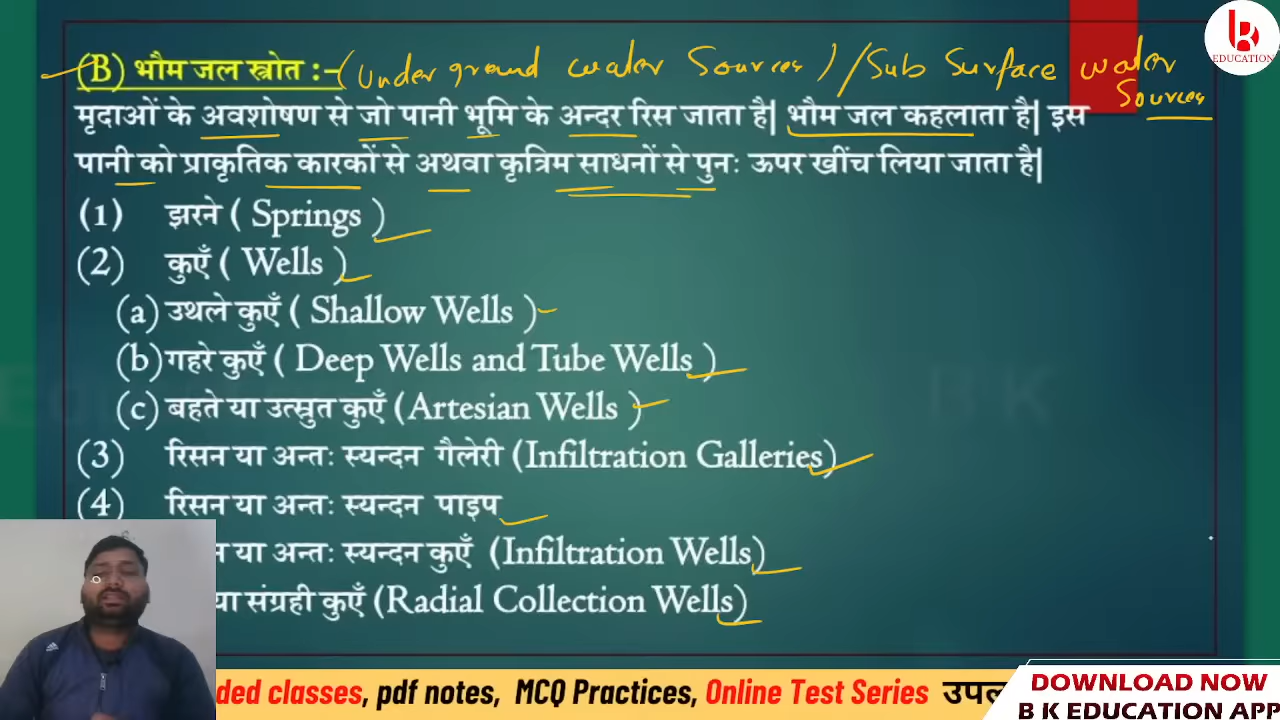 (B) भौम जल स्त्रोत :- (Under ground water Sources) / Sub Surface water Sources
मृदाओं के अवशोषण से जो पानी भूमि के अन्दर रिस जाता है| भौम जल कहलाता है| इस
पानी को प्राकृतिक कारकों से अथवा कृत्रिम साधनों से पुनः ऊपर खींच लिया जाता है|
(1) झरने ( Springs )
(2) कुएँ ( Wells )
(a) उथले कुएँ ( Shallow Wells )
(b) गहरे कुएँ ( Deep Wells and Tube Wells )
(c) बहते या उत्स्रुत कुएँ (Artesian Wells )
(3) रिसन या अन्तः स्यन्दन गैलेरी (Infiltration Galleries)
(4) रिसन या अन्तः स्यन्दन पाइप
न या अन्तः स्यन्दन कुएँ (Infiltration Wells)
या संग्रही कुएँ (Radial Collection Wells)
b
EDUCATION
B K
ded classes, pdf notes, MCQ Practices, Online Test Series उपल
DOWNLOAD NOW
B K EDUCATION APP